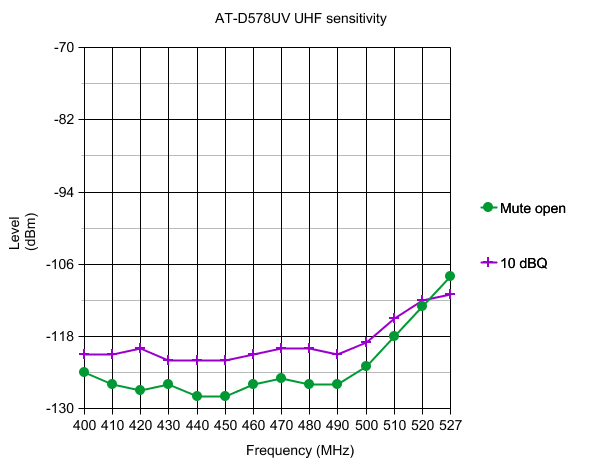 AT-D578UV UHF sensitivity
-70
-82
-94
-106
-118
-130
Level
(dBm)
400 410 420 430 440 450 460 470 480 490 500 510 520 527
Frequency (MHz)
Mute open
10 dBQ